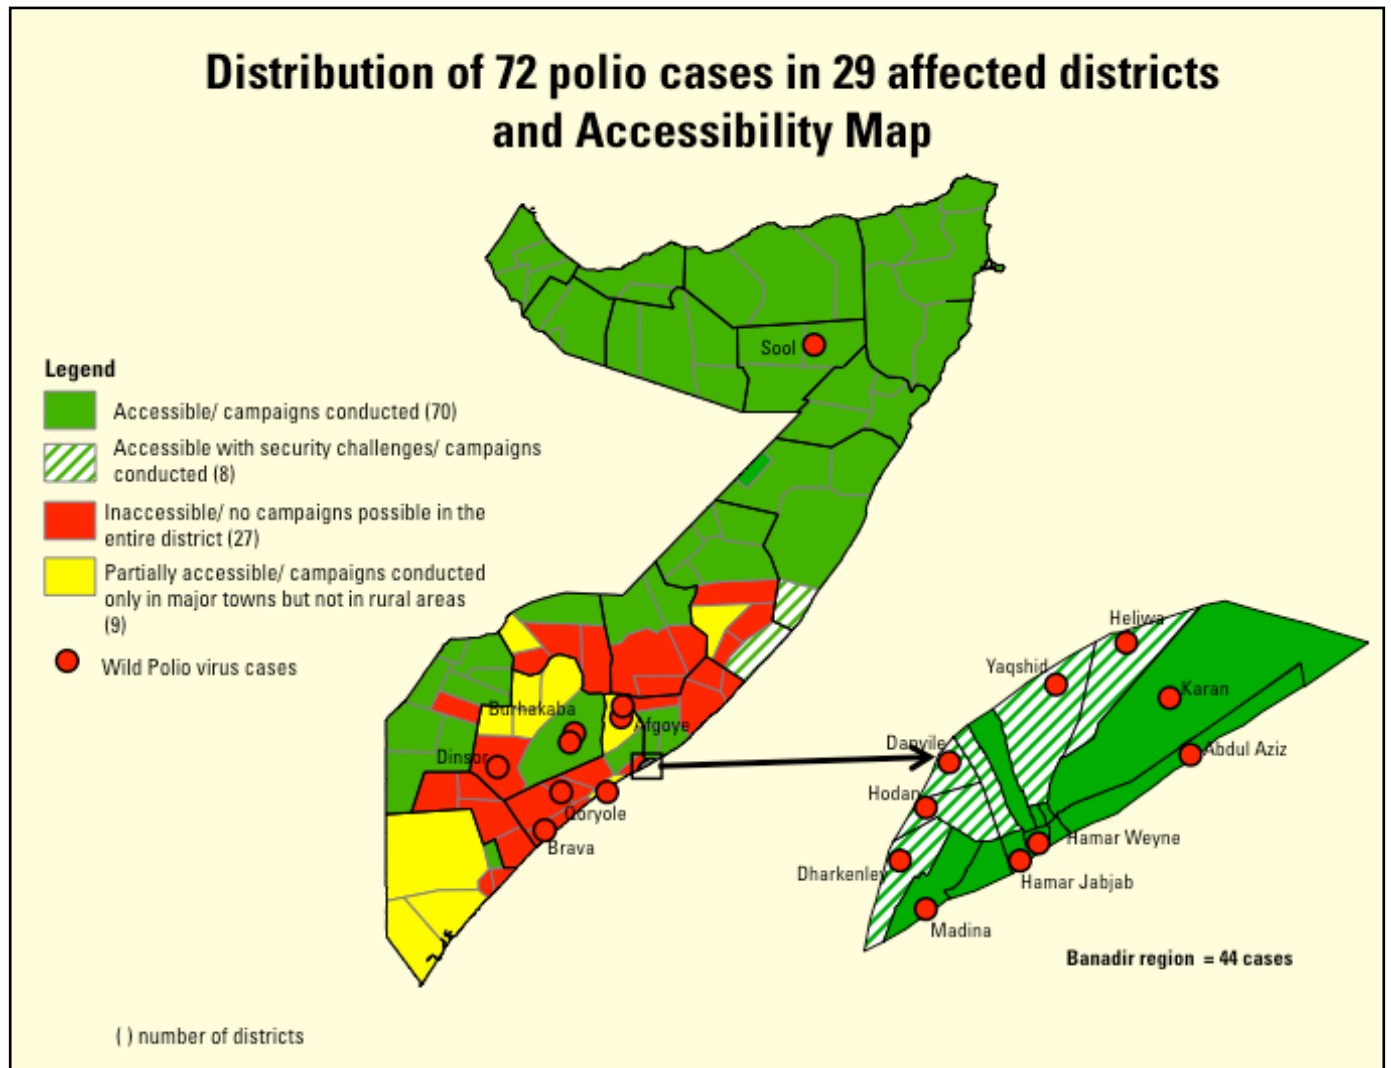 Distribution of 72 polio cases in 29 affected districts
and Accessibility Map
Sool
Legend
Accessible/ campaigns conducted (70)
Accessible with security challenges/ campaigns
conducted (8)
Inaccessible/ no campaigns possible in the
entire district (27)
Partially accessible/ campaigns conducted
only in major towns but not in rural areas
(9)
Wild Polio virus cases
Burhakaba
Afgoye
Dinsor
Qoryole
Brava
Heliwa
Yaqshid
Karan
Danyile
Abdul Aziz
Hodan
Hamar Weyne
Dharkenley
Hamar Jabjab
Madina
Banadir region = 44 cases
( ) number of districts